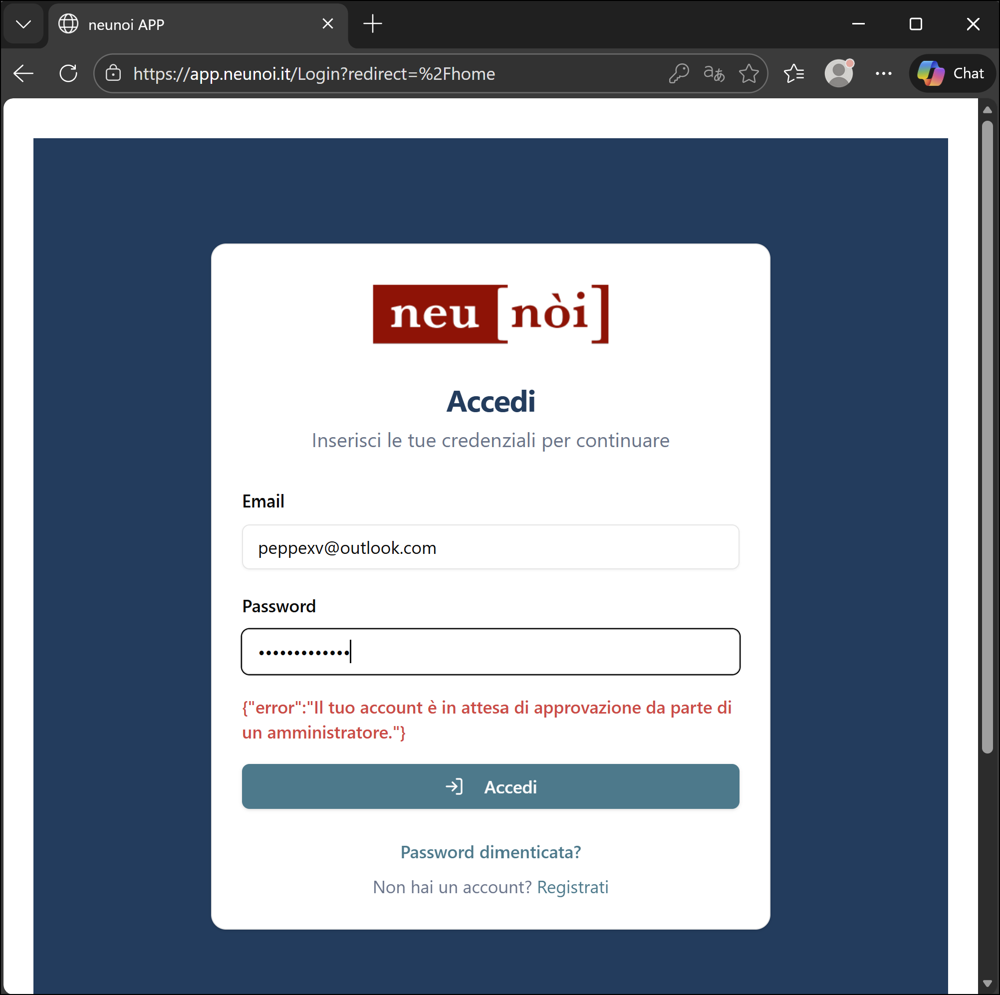 neunoi APP
https://app.neunoi.it/Login?redirect=%2Fhome
aあ
Chat
neu[nòi]
Accedi
Inserisci le tue credenziali per continuare
Email
peppexv@outlook.com
Password
•••••••••••••
{"error":"Il tuo account è in attesa di approvazione da parte di
un amministratore."}
Accedi
Password dimenticata?
Non hai un account? Registrati